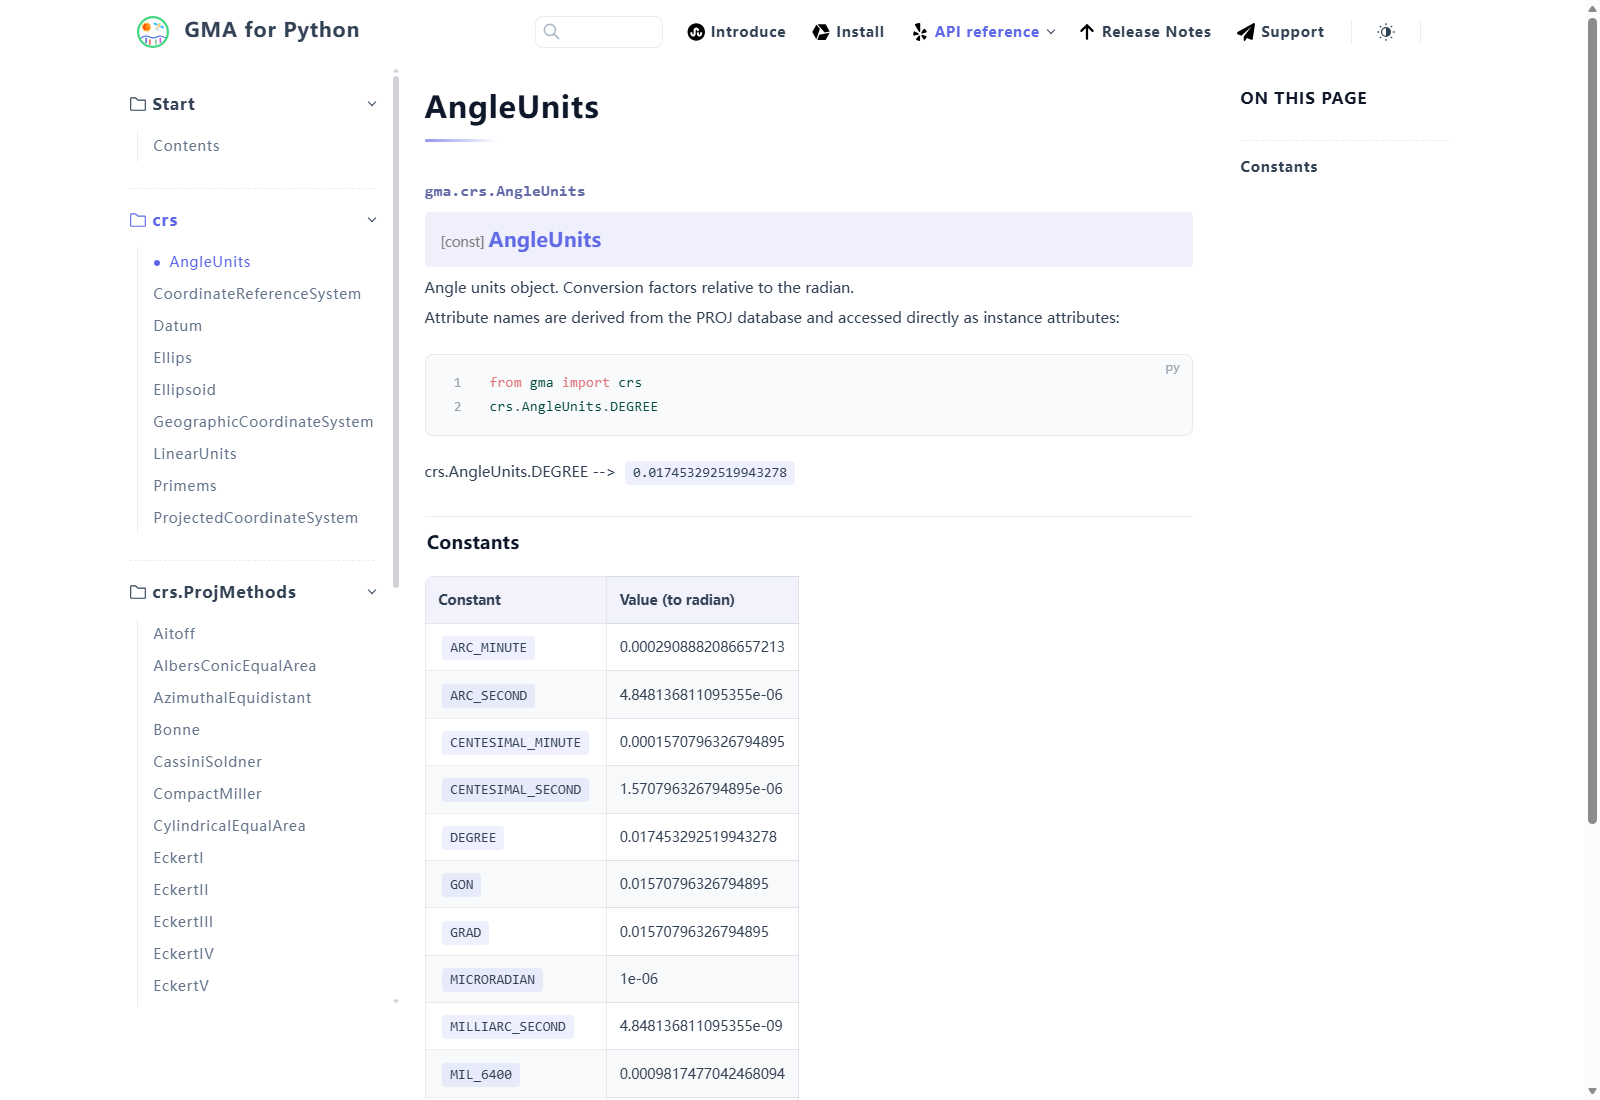 GMA for Python
Introduce
Install
API reference
Release Notes
Support
Start
Contents
crs
AngleUnits
CoordinateReferenceSystem
Datum
Ellips
Ellipsoid
GeographicCoordinateSystem
LinearUnits
Primems
ProjectedCoordinateSystem
crs.ProjMethods
Aitoff
AlbersConicEqualArea
AzimuthalEquidistant
Bonne
CassiniSoldner
CompactMiller
CylindricalEqualArea
EckertI
EckertII
EckertIII
EckertIV
EckertV
AngleUnits
gma.crs.AngleUnits
[const] AngleUnits
Angle units object. Conversion factors relative to the radian.
Attribute names are derived from the PROJ database and accessed directly as instance attributes:
py
1 from gma import crs
2 crs.AngleUnits.DEGREE
crs.AngleUnits.DEGREE --> 0.017453292519943278
Constants
Constant Value (to radian)
ARC_MINUTE 0.0002908882086657213
ARC_SECOND 4.848136811095355e-06
CENTESIMAL_MINUTE 0.0001570796326794895
CENTESIMAL_SECOND 1.570796326794895e-06
DEGREE 0.017453292519943278
GON 0.01570796326794895
GRAD 0.01570796326794895
MICRORADIAN 1e-06
MILLIARC_SECOND 4.848136811095355e-09
MIL_6400 0.0009817477042468094
ON THIS PAGE
Constants